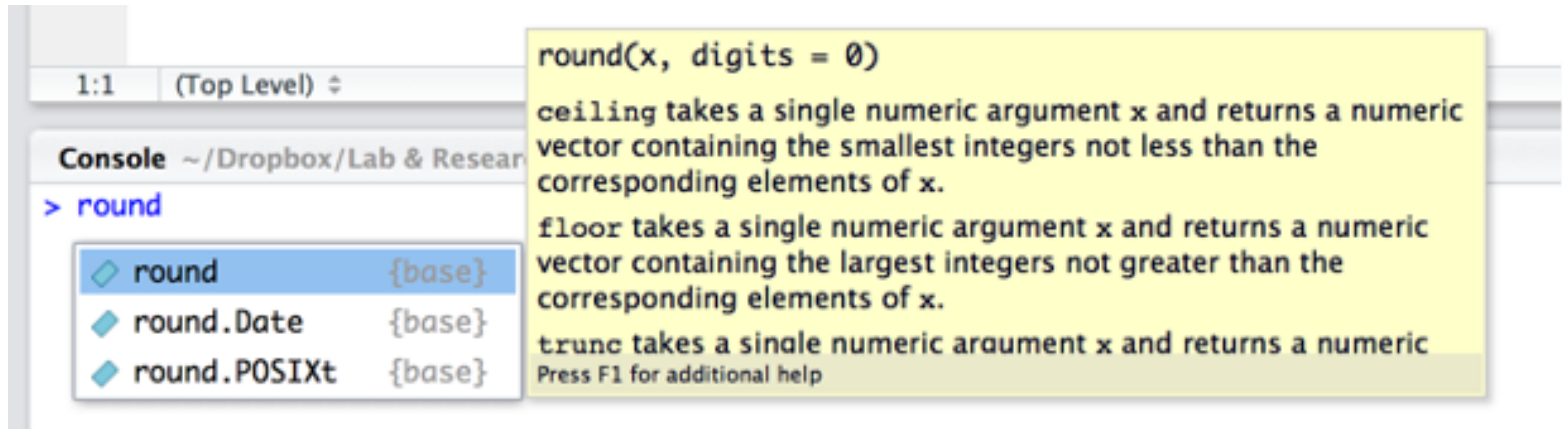 1:1 (Top Level)
Console ~/Dropbox/Lab & Resear
> round
round {base}
round.Date {base}
round.POSIXt {base}
round(x, digits = 0)
ceiling takes a single numeric argument x and returns a numeric
vector containing the smallest integers not less than the
corresponding elements of x.
floor takes a single numeric argument x and returns a numeric
vector containing the largest integers not greater than the
corresponding elements of x.
trunc takes a single numeric argument x and returns a numeric
Press F1 for additional help